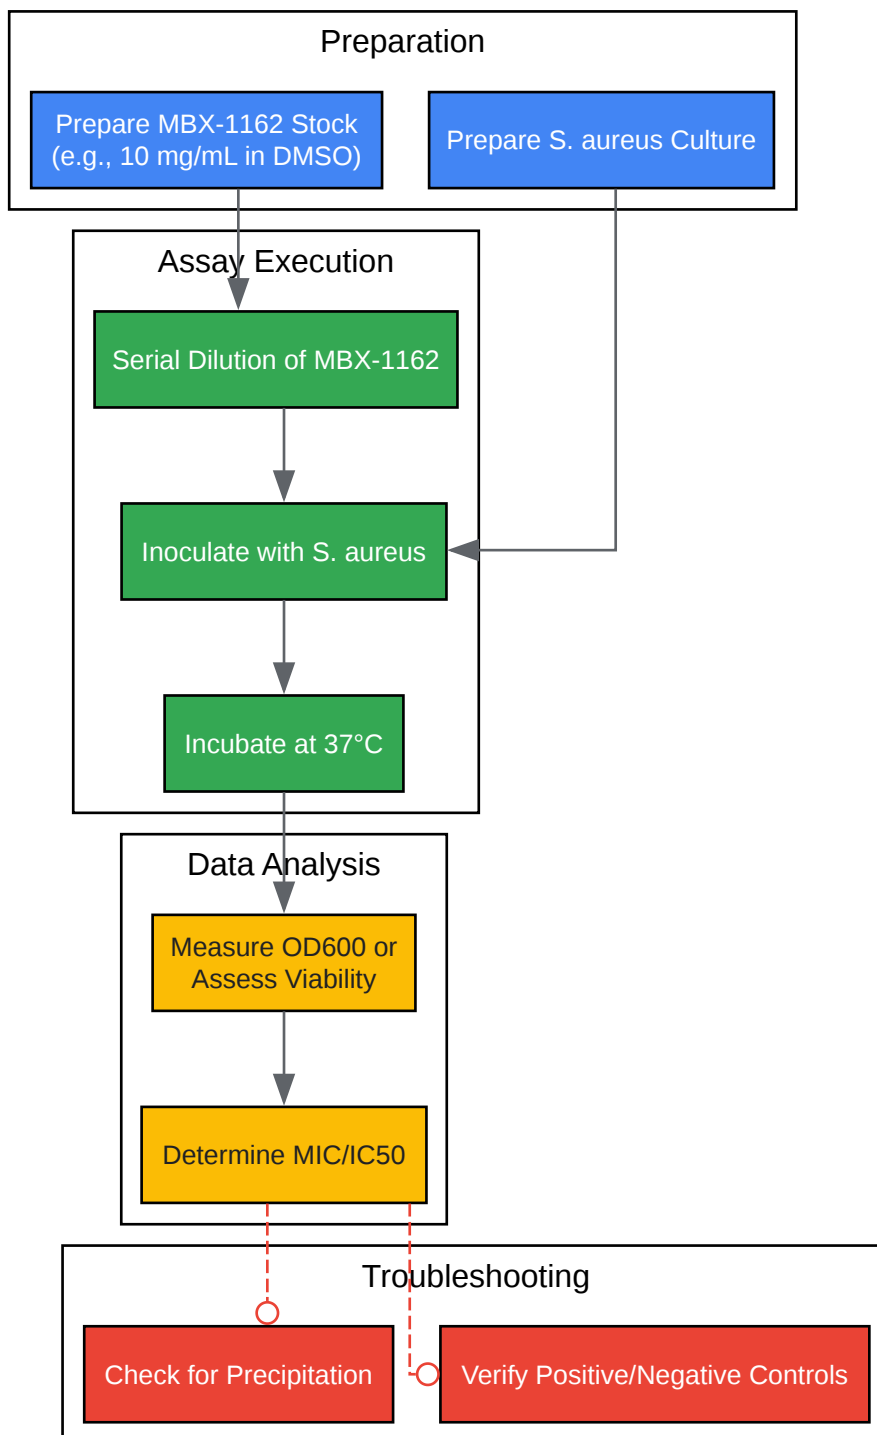 Preparation
Prepare MBX-1162 Stock
(e.g., 10 mg/mL in DMSO)
Prepare S. aureus Culture
Assay Execution
Serial Dilution of MBX-1162
Inoculate with S. aureus
Incubate at 37°C
Data Analysis
Measure OD600 or
Assess Viability
Determine MIC/IC50
Troubleshooting
Check for Precipitation
Verify Positive/Negative Controls